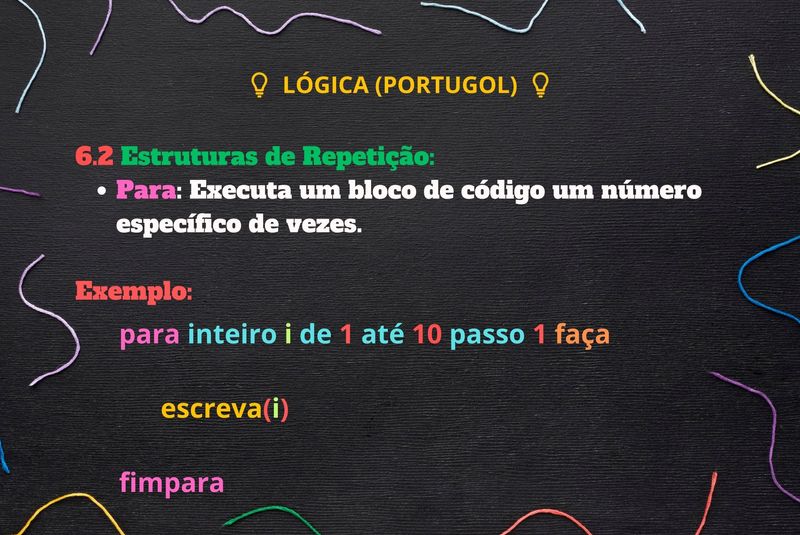 LÓGICA (PORTUGOL)
6.2 Estruturas de Repetição:
• Para: Executa um bloco de código um número
específico de vezes.
Exemplo:
para inteiro i de 1 até 10 passo 1 faça
escreva(i)
fimpara